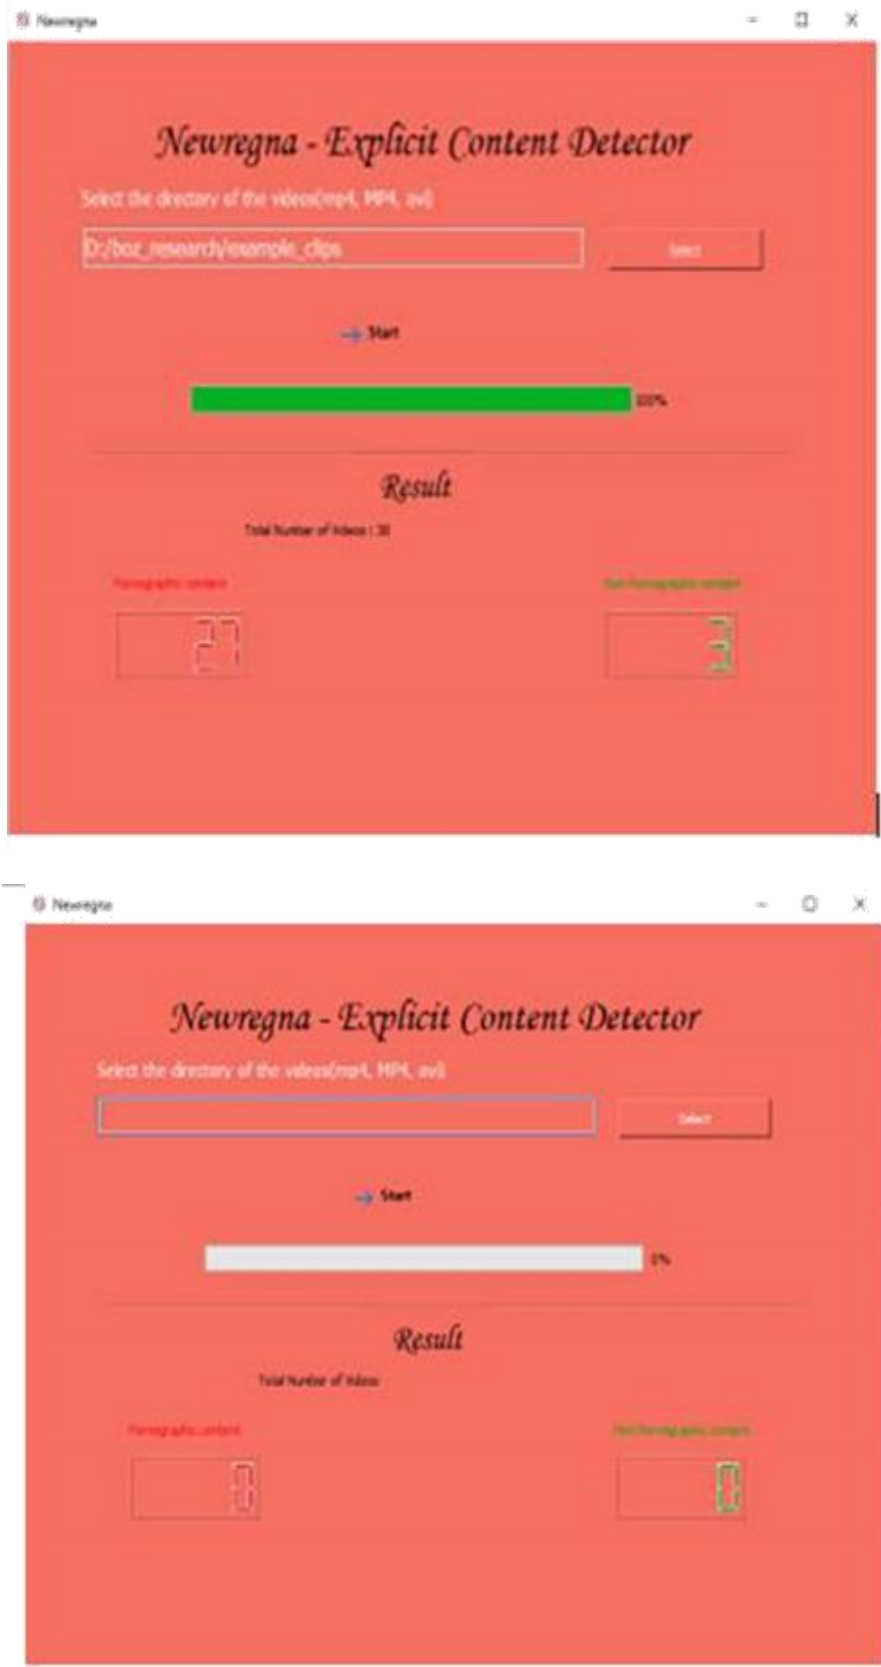 Newregna
Newregna - Explicit Content Detector
Select the directory of the videos(mp4, MP4, avi)
D:/boz_research/example_clips
Select
Start
100%
Result
Total Number of Videos : 30
Pornographic content
Non Pornographic content
27
3
Newregna
Newregna - Explicit Content Detector
Select the directory of the videos(mp4, MP4, avi)
Select
Start
0%
Result
Total Number of Videos
Pornographic content
Non Pornographic content
0
0